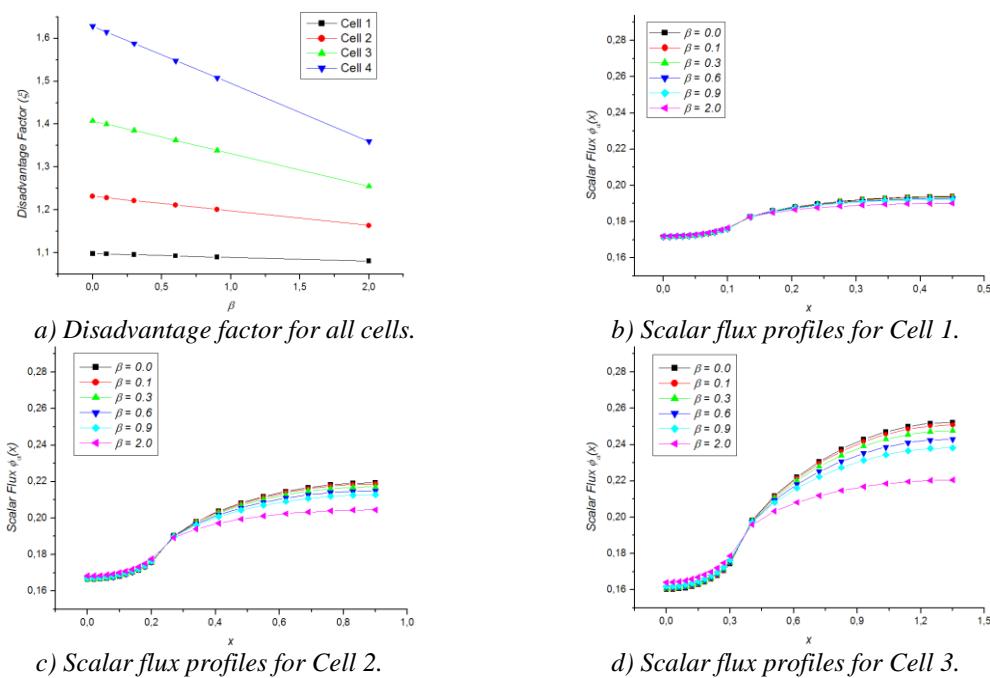 1,6
1,5
1,4
1,3
1,2
1,1
Disadvantage Factor (ξ)
Cell 1
Cell 2
Cell 3
Cell 4
0,0
0,5
1,0
1,5
2,0
β
a) Disadvantage factor for all cells.
0,28
0,26
0,24
0,22
0,20
0,18
0,16
Scalar Flux ϕ_α(x)
β = 0.0
β = 0.1
β = 0.3
β = 0.6
β = 0.9
β = 2.0
0,0
0,1
0,2
0,3
0,4
0,5
x
b) Scalar flux profiles for Cell 1.
0,28
0,26
0,24
0,22
0,20
0,18
0,16
Scalar Flux ϕ_α(x)
β = 0.0
β = 0.1
β = 0.3
β = 0.6
β = 0.9
β = 2.0
0,0
0,2
0,4
0,6
0,8
1,0
x
c) Scalar flux profiles for Cell 2.
0,28
0,26
0,24
0,22
0,20
0,18
0,16
Scalar Flux ϕ_α(x)
β = 0.0
β = 0.1
β = 0.3
β = 0.6
β = 0.9
β = 2.0
0,0
0,3
0,6
0,9
1,2
1,5
x
d) Scalar flux profiles for Cell 3.